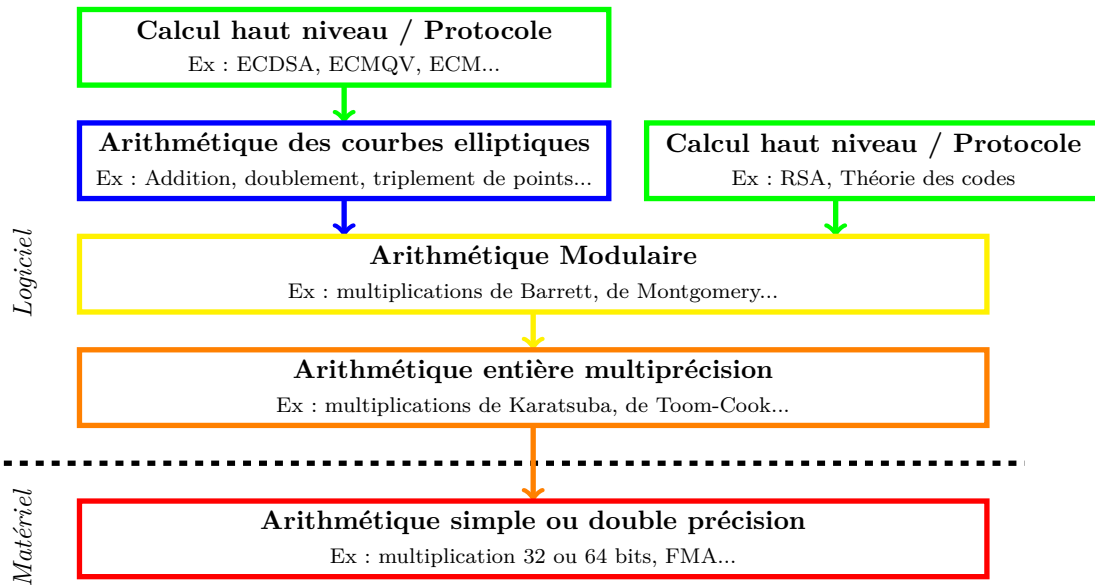 Calcul haut niveau / Protocole
Ex : ECDSA, ECMQV, ECM...
Arithmétique des courbes elliptiques
Ex : Addition, doublement, triplement de points...
Calcul haut niveau / Protocole
Ex : RSA, Théorie des codes
Logiciel
Arithmétique Modulaire
Ex : multiplications de Barrett, de Montgomery...
Arithmétique entière multiprécision
Ex : multiplications de Karatsuba, de Toom-Cook...
Matériel
Arithmétique simple ou double précision
Ex : multiplication 32 ou 64 bits, FMA...